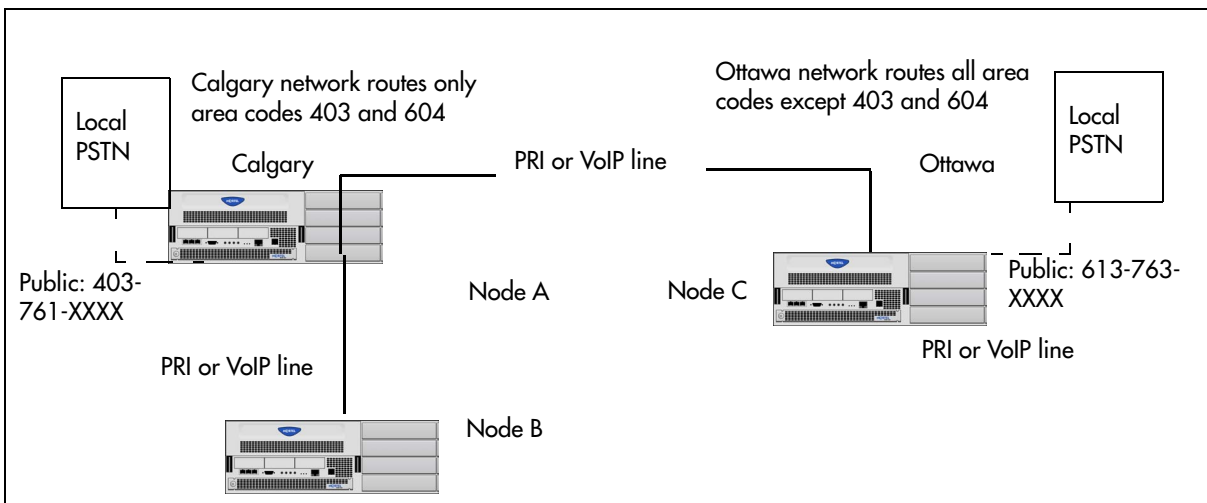 Calgary network routes only
area codes 403 and 604
Ottawa network routes all area
codes except 403 and 604
Local
PSTN
Local
PSTN
Calgary
PRI or VoIP line
Ottawa
Public: 403-
761-XXXX
Node A
Node C
Public: 613-763-
XXXX
PRI or VoIP line
PRI or VoIP line
Node B